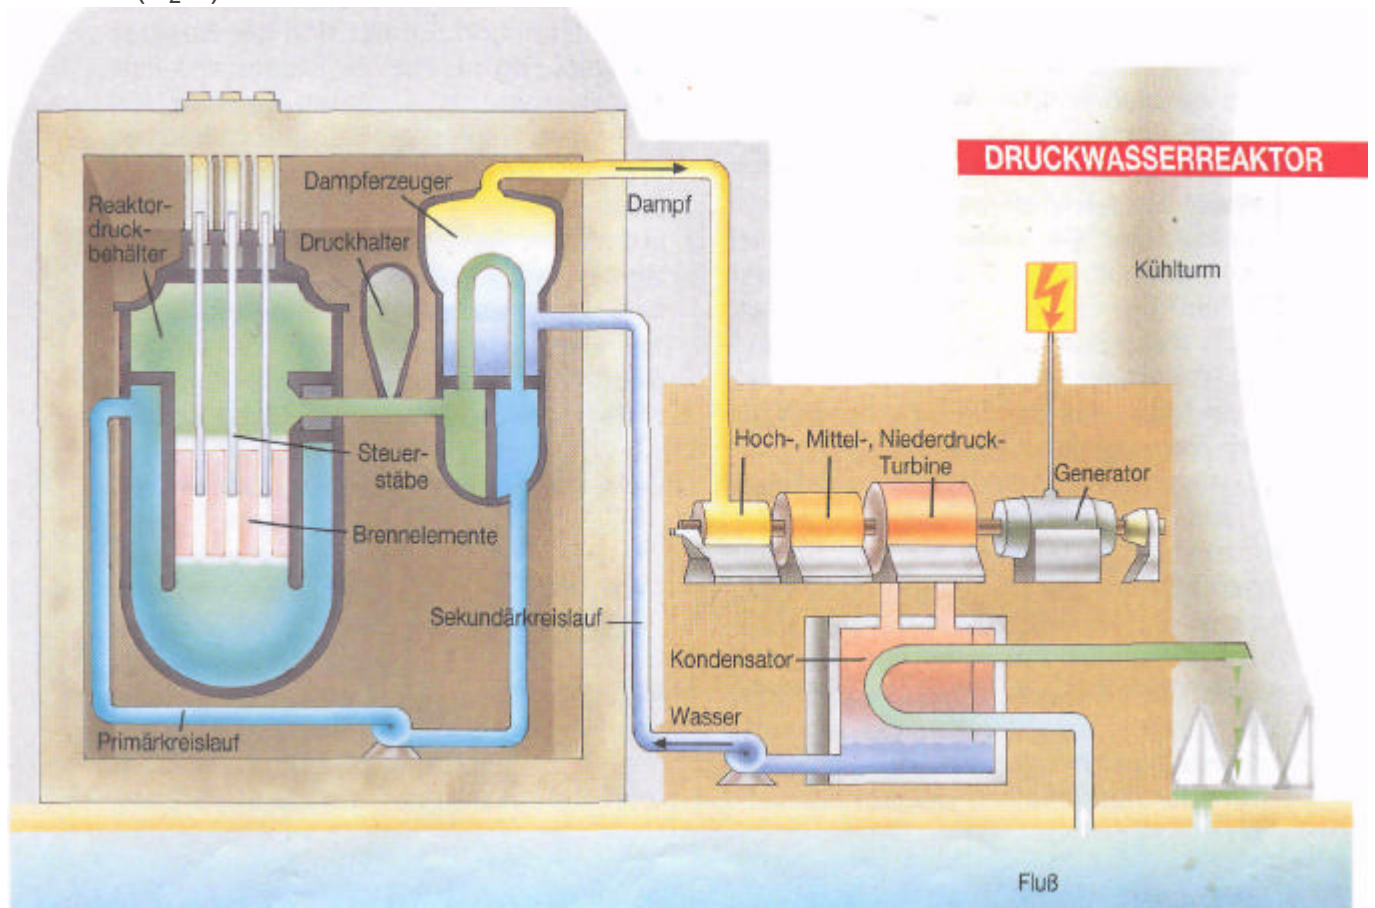 DRUCKWASSERREAKTOR
Reaktor-
druck-
behälter
Dampferzeuger
Druckhalter
Dampf
Kühlturm
Steuer-
stäbe
Brennelemente
Hoch-, Mittel-, Niederdruck-
Turbine
Generator
Sekundärkreislauf
Kondensator
Wasser
Primärkreislauf
Fluß